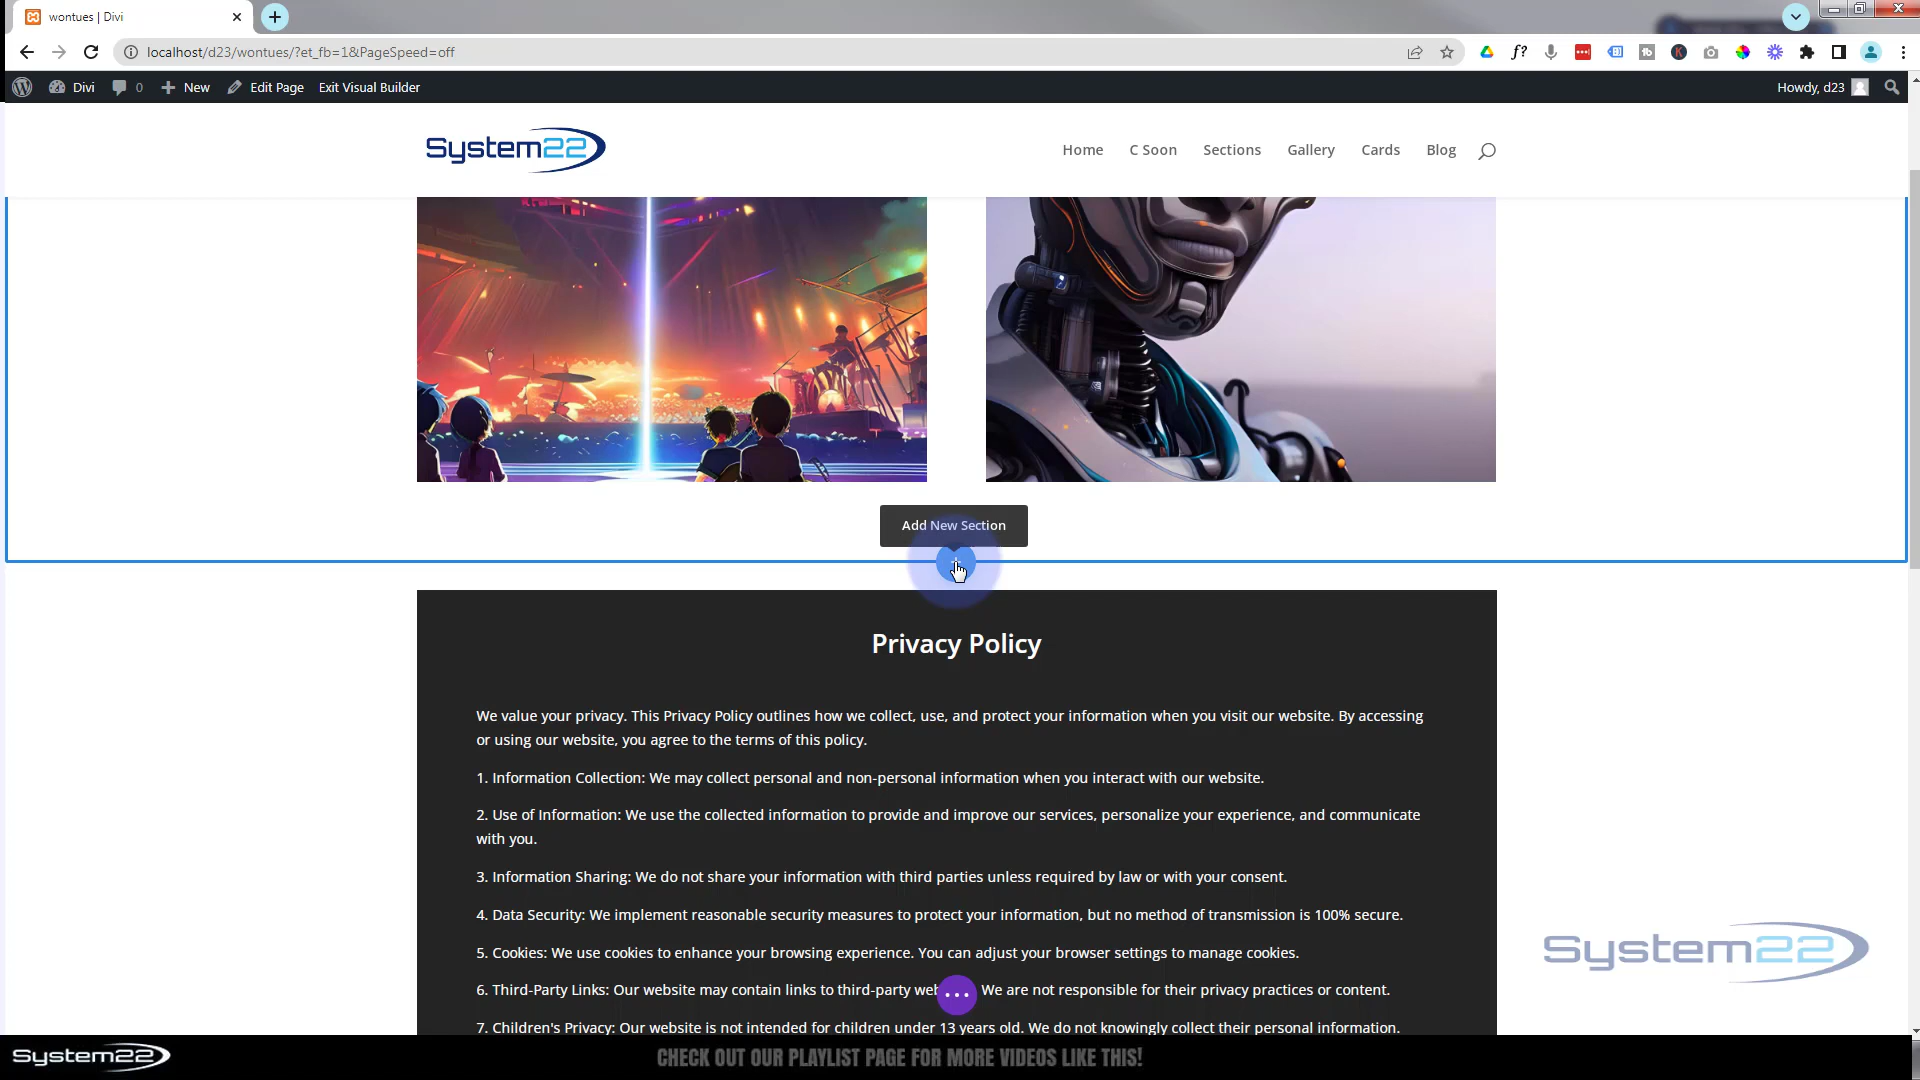 wontues | Divi
localhost/d23/wontues/?et_fb=1&PageSpeed=off
Divi 0 New Edit Page Exit Visual Builder
Howdy, d23
System22
Home C Soon Sections Gallery Cards Blog
Add New Section
Privacy Policy
We value your privacy. This Privacy Policy outlines how we collect, use, and protect your information when you visit our website. By accessing
or using our website, you agree to the terms of this policy.
1. Information Collection: We may collect personal and non-personal information when you interact with our website.
2. Use of Information: We use the collected information to provide and improve our services, personalize your experience, and communicate
with you.
3. Information Sharing: We do not share your information with third parties unless required by law or with your consent.
4. Data Security: We implement reasonable security measures to protect your information, but no method of transmission is 100% secure.
5. Cookies: We use cookies to enhance your browsing experience. You can adjust your browser settings to manage cookies.
System22
6. Third-Party Links: Our website may contain links to third-party We are not responsible for their privacy practices or content.
7. Children's Privacy: Our website is not intended for children under 13 years old. We do not knowingly collect their personal information.
System22
CHECK OUT OUR PLAYLIST PAGE FOR MORE VIDEOS LIKE THIS!